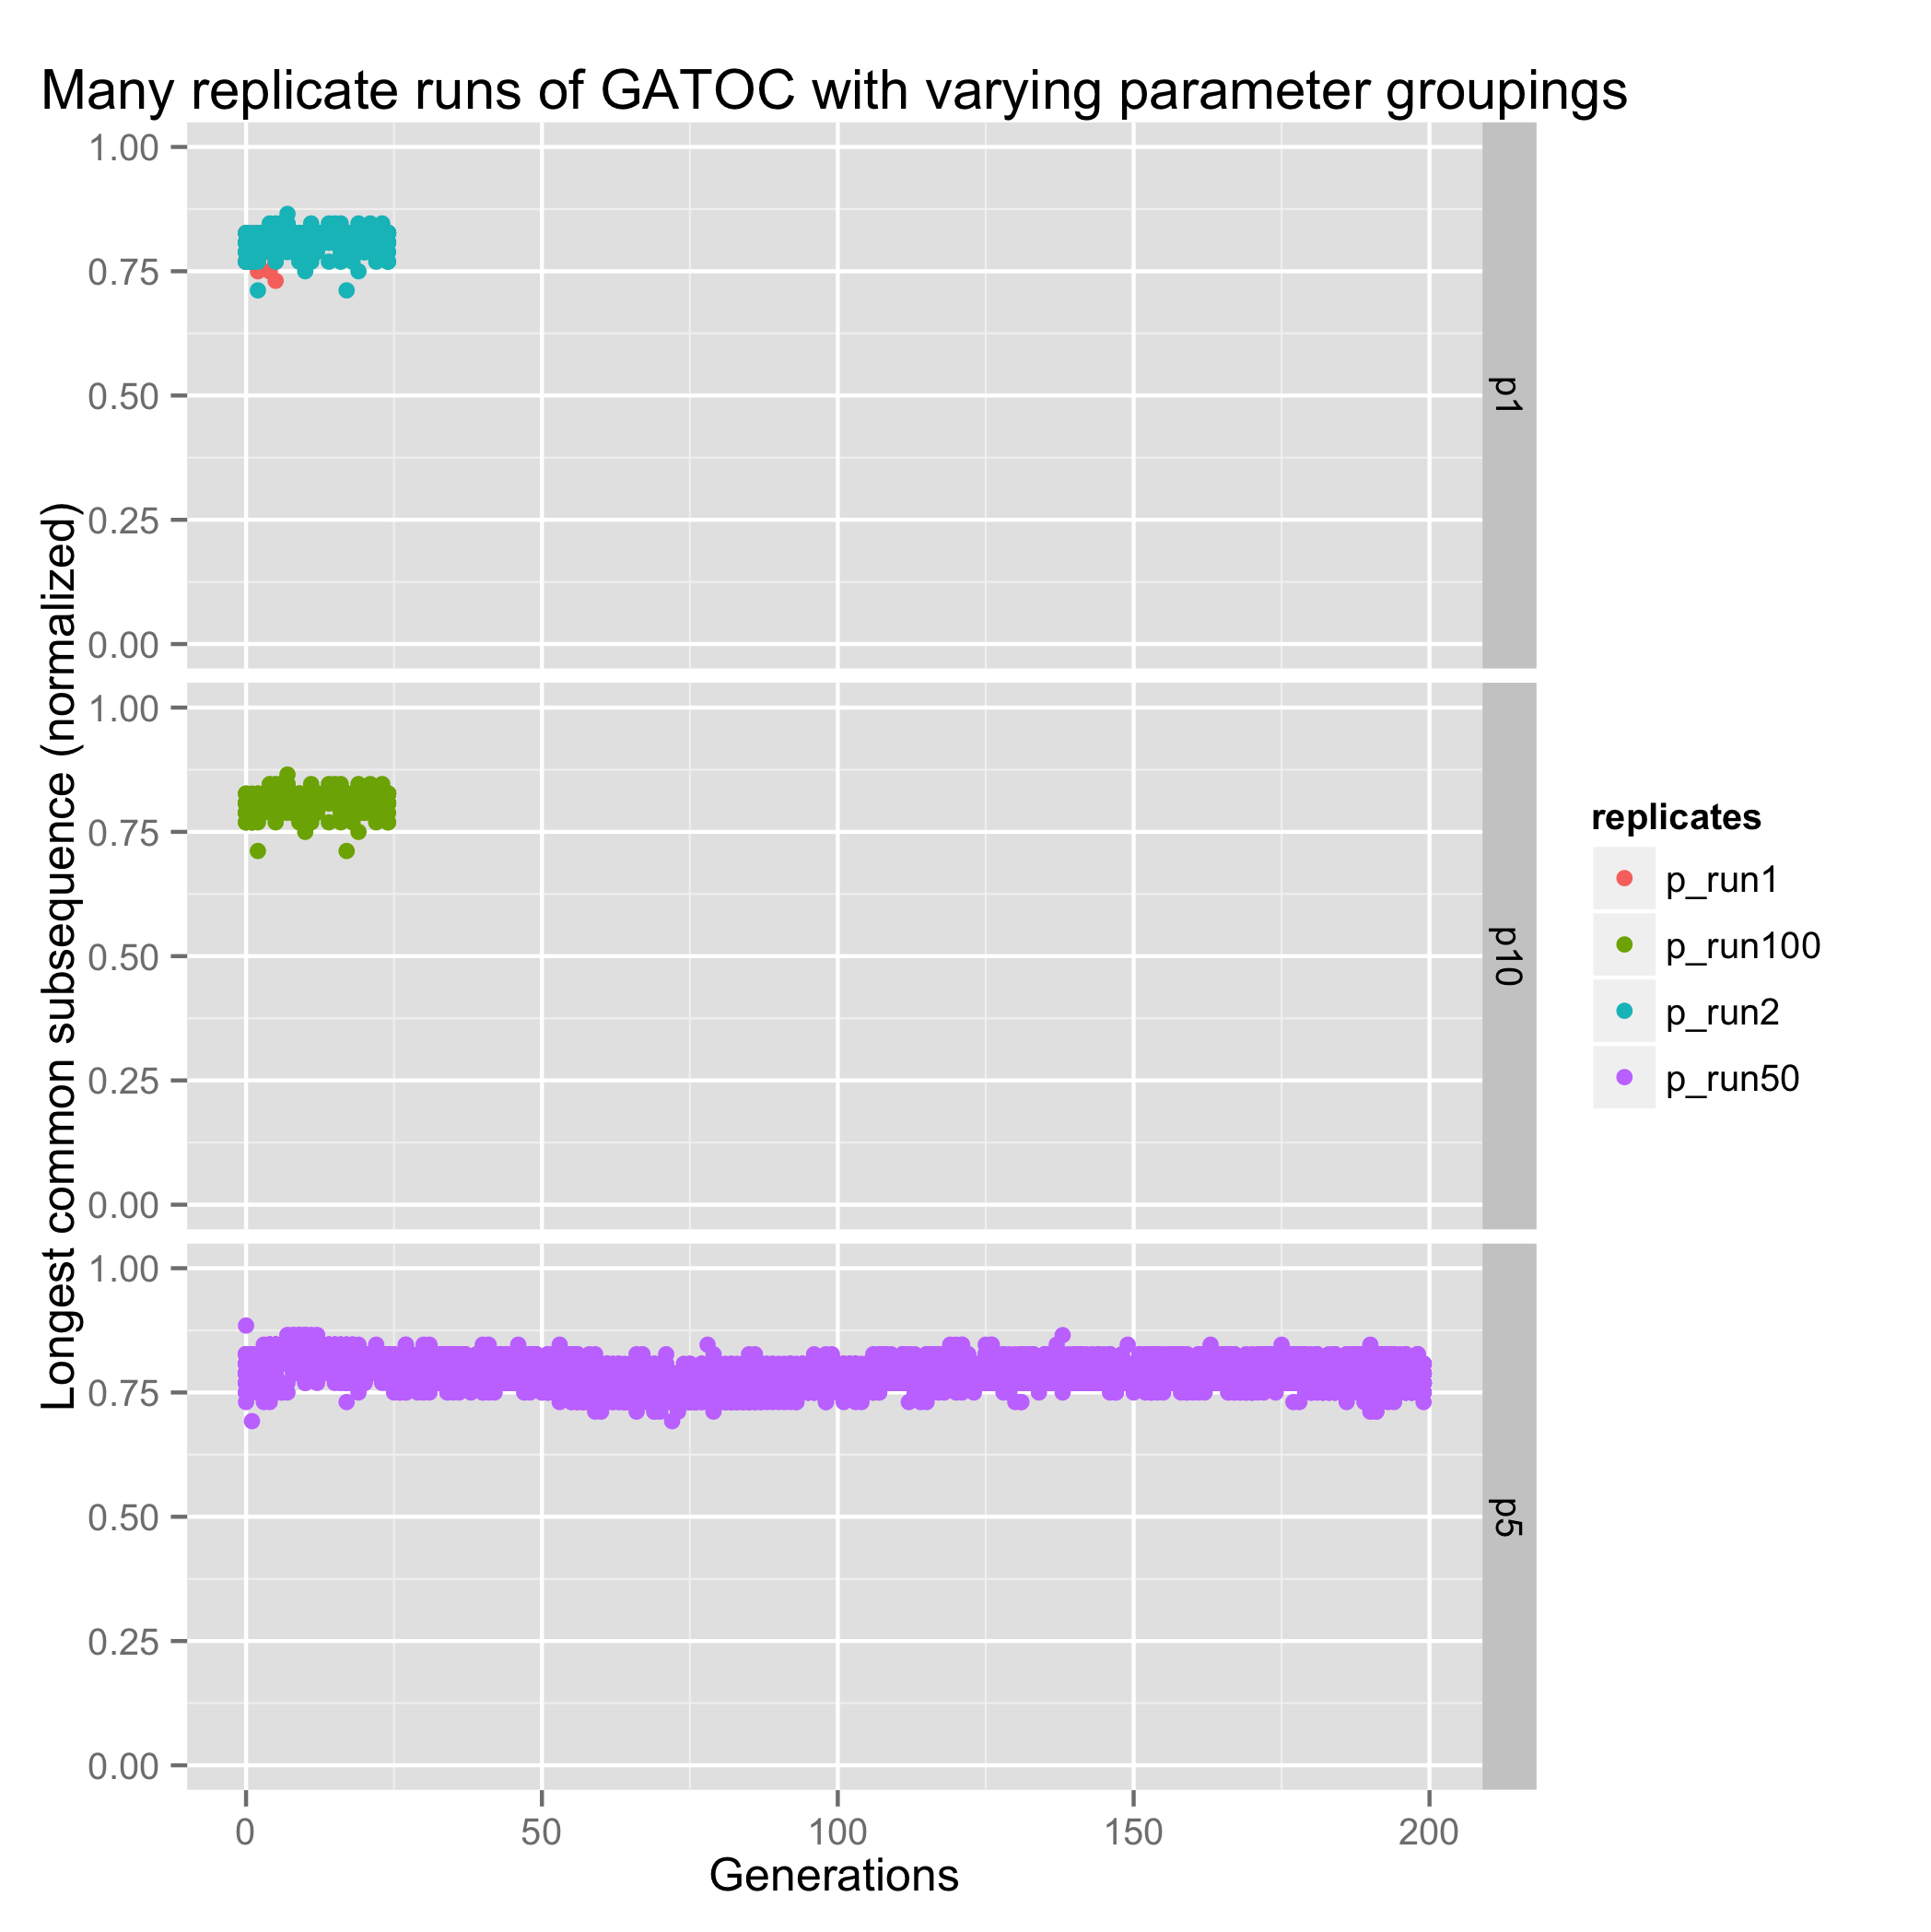 Many replicate runs of GATOC with varying parameter groupings
Longest common subsequence (normalized)
1.00
0.75
0.50
0.25
0.00
p1
1.00
0.75
0.50
0.25
0.00
p10
1.00
0.75
0.50
0.25
0.00
p5
0 50 100 150 200
Generations
replicates
p_run1
p_run100
p_run2
p_run50